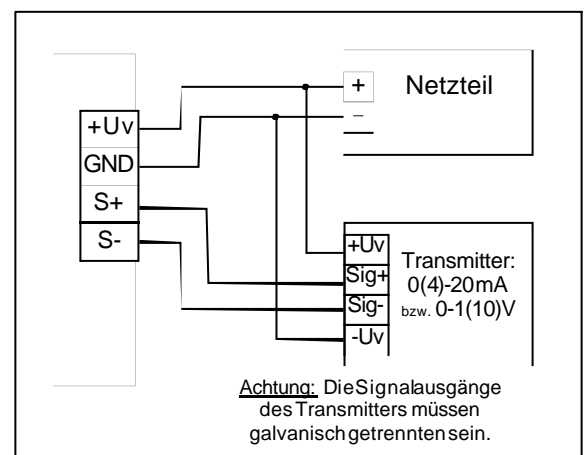 +Uv
GND
S+
S-
+
−
Netzteil
+Uv
Sig+
Sig-
-Uv
Transmitter:
0(4)-20mA
bzw. 0-1(10)V
Achtung: Die Signalausgänge
des Transmitters müssen
galvanisch getrennten sein.